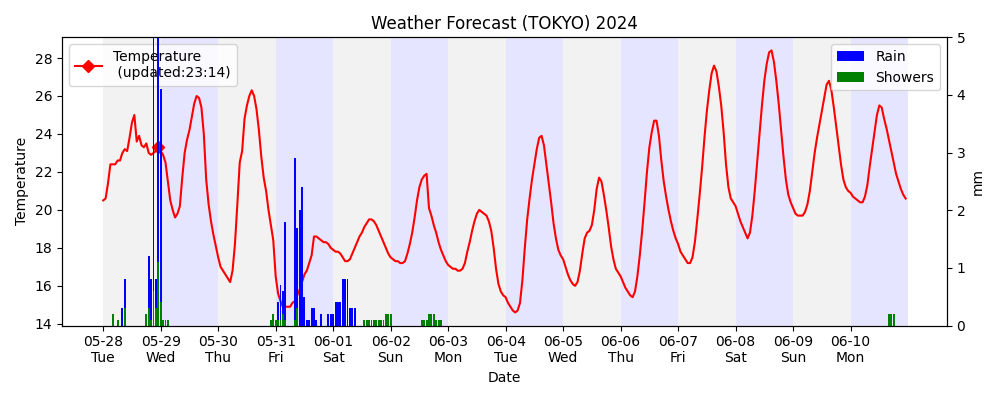 Weather Forecast (TOKYO) 2024
Temperature
(updated:23:14)
Rain
Showers
Temperature
28
26
24
22
20
18
16
14
5
4
3
2
1
0
mm
05-28 05-29 05-30 05-31 06-01 06-02 06-03 06-04 06-05 06-06 06-07 06-08 06-09 06-10
Tue Wed Thu Fri Sat Sun Mon Tue Wed Thu Fri Sat Sun Mon
Date